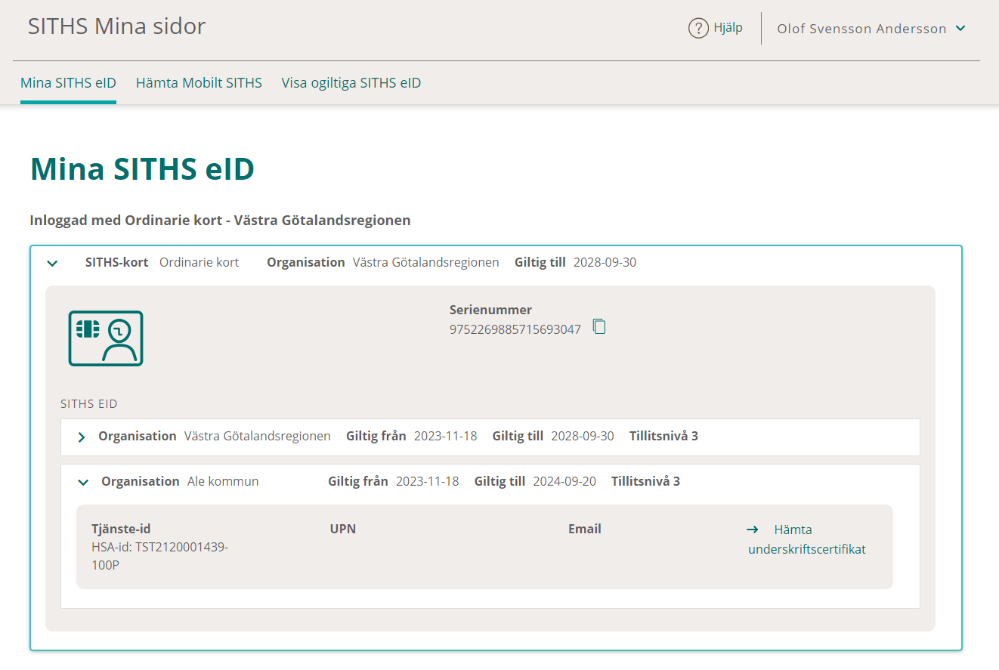 SITHS Mina sidor
? Hjälp
Olof Svensson Andersson
Mina SITHS eID Hämta Mobilt SITHS Visa ogiltiga SITHS eID
Mina SITHS eID
Inloggad med Ordinarie kort - Västra Götalandsregionen
SITHS-kort Ordinarie kort Organisation Västra Götalandsregionen Giltig till 2028-09-30
Serienummer
9752269885715693047
SITHS EID
Organisation Västra Götalandsregionen Giltig från 2023-11-18 Giltig till 2028-09-30 Tillitsnivå 3
Organisation Ale kommun Giltig från 2023-11-18 Giltig till 2024-09-20 Tillitsnivå 3
Tjänste-id
HSA-id: TST2120001439-
100P
UPN
Email
→ Hämta
underskriftscertifikat